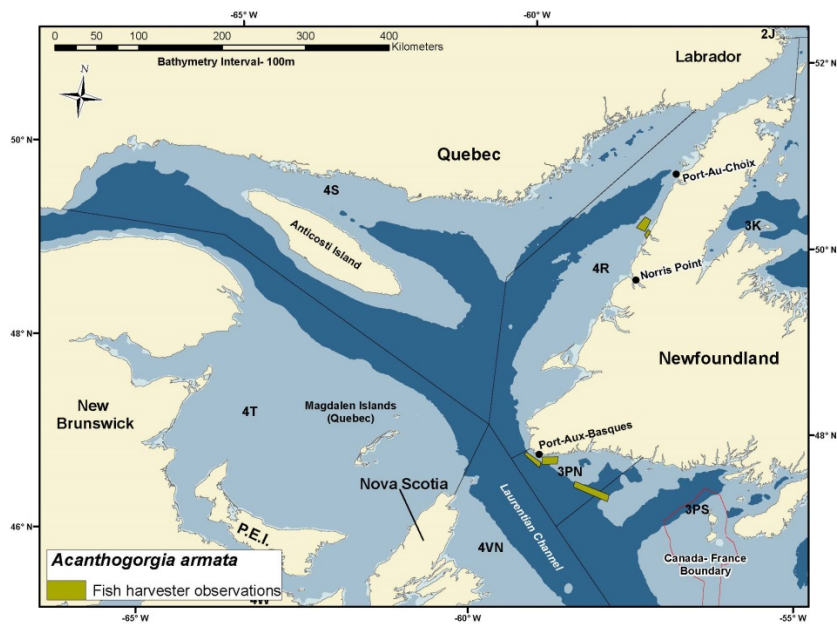 -65°W
-60°W
0
50
100
200
300
400
Kilometers
Bathymetry Interval- 100m
2J
52° N
Labrador
N
50° N
Quebec
Port-Au-Choix
4S
Anticosti Island
3K
50° N
4R
Norris Point
48° N
Newfoundland
New
Brunswick
4T
Magdalen Islands
(Quebec)
Port-Aux-Basques
48° N
Nova Scotia
3PN
Laurentian Channel
3PS
46° N
P.E.I.
4VN
Canada- France
Boundary
46° N
Acanthogorgia armata
Fish harvester observations
4W
-65°W
-60°W
-55°W